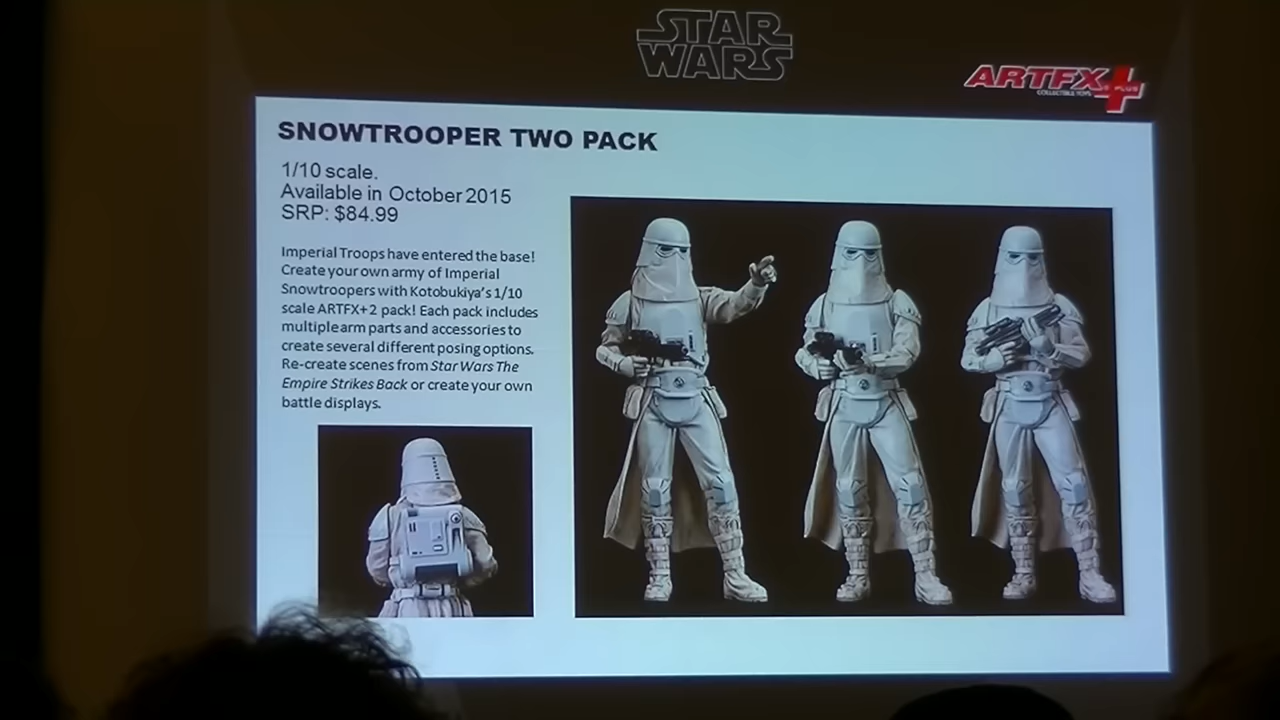 STAR
WARS
ARTFX+
COLLECTIBLE TOYS
PLUS
SNOWTROOPER TWO PACK
1/10 scale.
Available in October 2015
SRP: $84.99
Imperial Troops have entered the base!
Create your own army of Imperial
Snowtroopers with Kotobukiya's 1/10
scale ARTFX+ 2 pack! Each pack includes
multiple arm parts and accessories to
create several different posing options.
Re-create scenes from Star Wars The
Empire Strikes Back or create your own
battle displays.